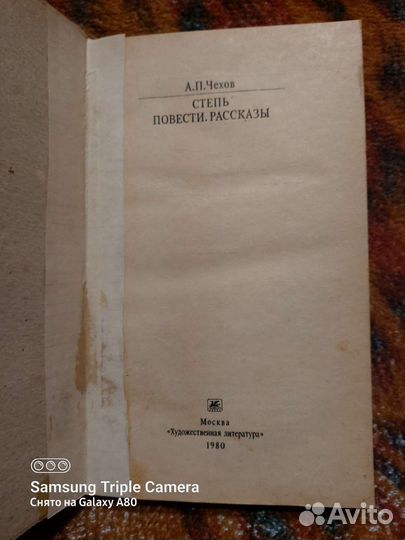 А.П.Чехов
СТЕПЬ
ПОВЕСТИ. РАССКАЗЫ
Москва
«Художественная литература»
1980
Samsung Triple Camera
Снято на Galaxy A80
Avito